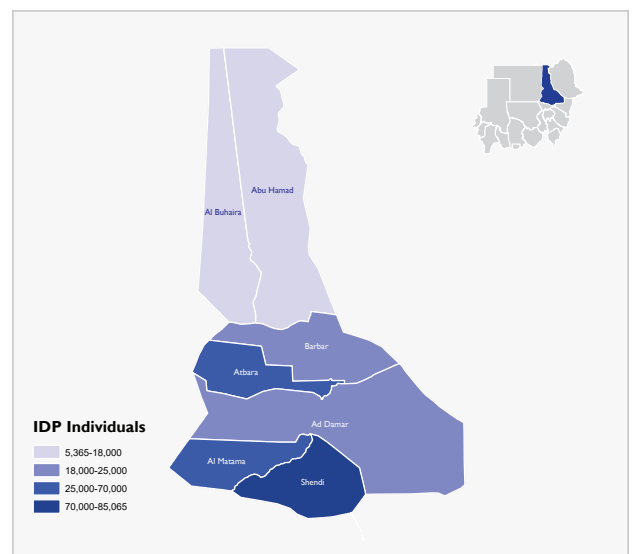 Abu Hamad
Al Buhaira
Barbar
Atbara
Ad Damar
Al Matama
Shendi
IDP Individuals
5,365-18,000
18,000-25,000
25,000-70,000
70,000-85,065